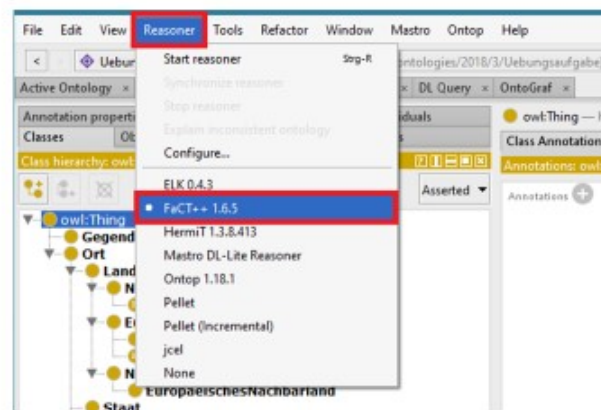 File Edit View Reasoner Tools Refactor Window Mastro Ontop Help
< Uebur
Start reasoner Strg-R
ontologies/2018/3/Uebungsaufgabe
Synchronize reasoner
Active Ontology × × DL Query × OntoGraf ×
Stop reasoner
Annotation properti duals owl:Thing —
Explain inconsistent ontology
Classes Ob s Class Annotation
Configure...
Class hierarchy: owl: Annotations: owl
ELK 0.4.3
Asserted Annotations
FaCT++ 1.6.5
owl:Thing
HermiT 1.3.8.413
Gegend
Mastro DL-Lite Reasoner
Ort
Land
Ontop 1.18.1
N
Pellet
Pellet (Incremental)
E
jcel
None
N
EuropaeischesNachbarland
Staat